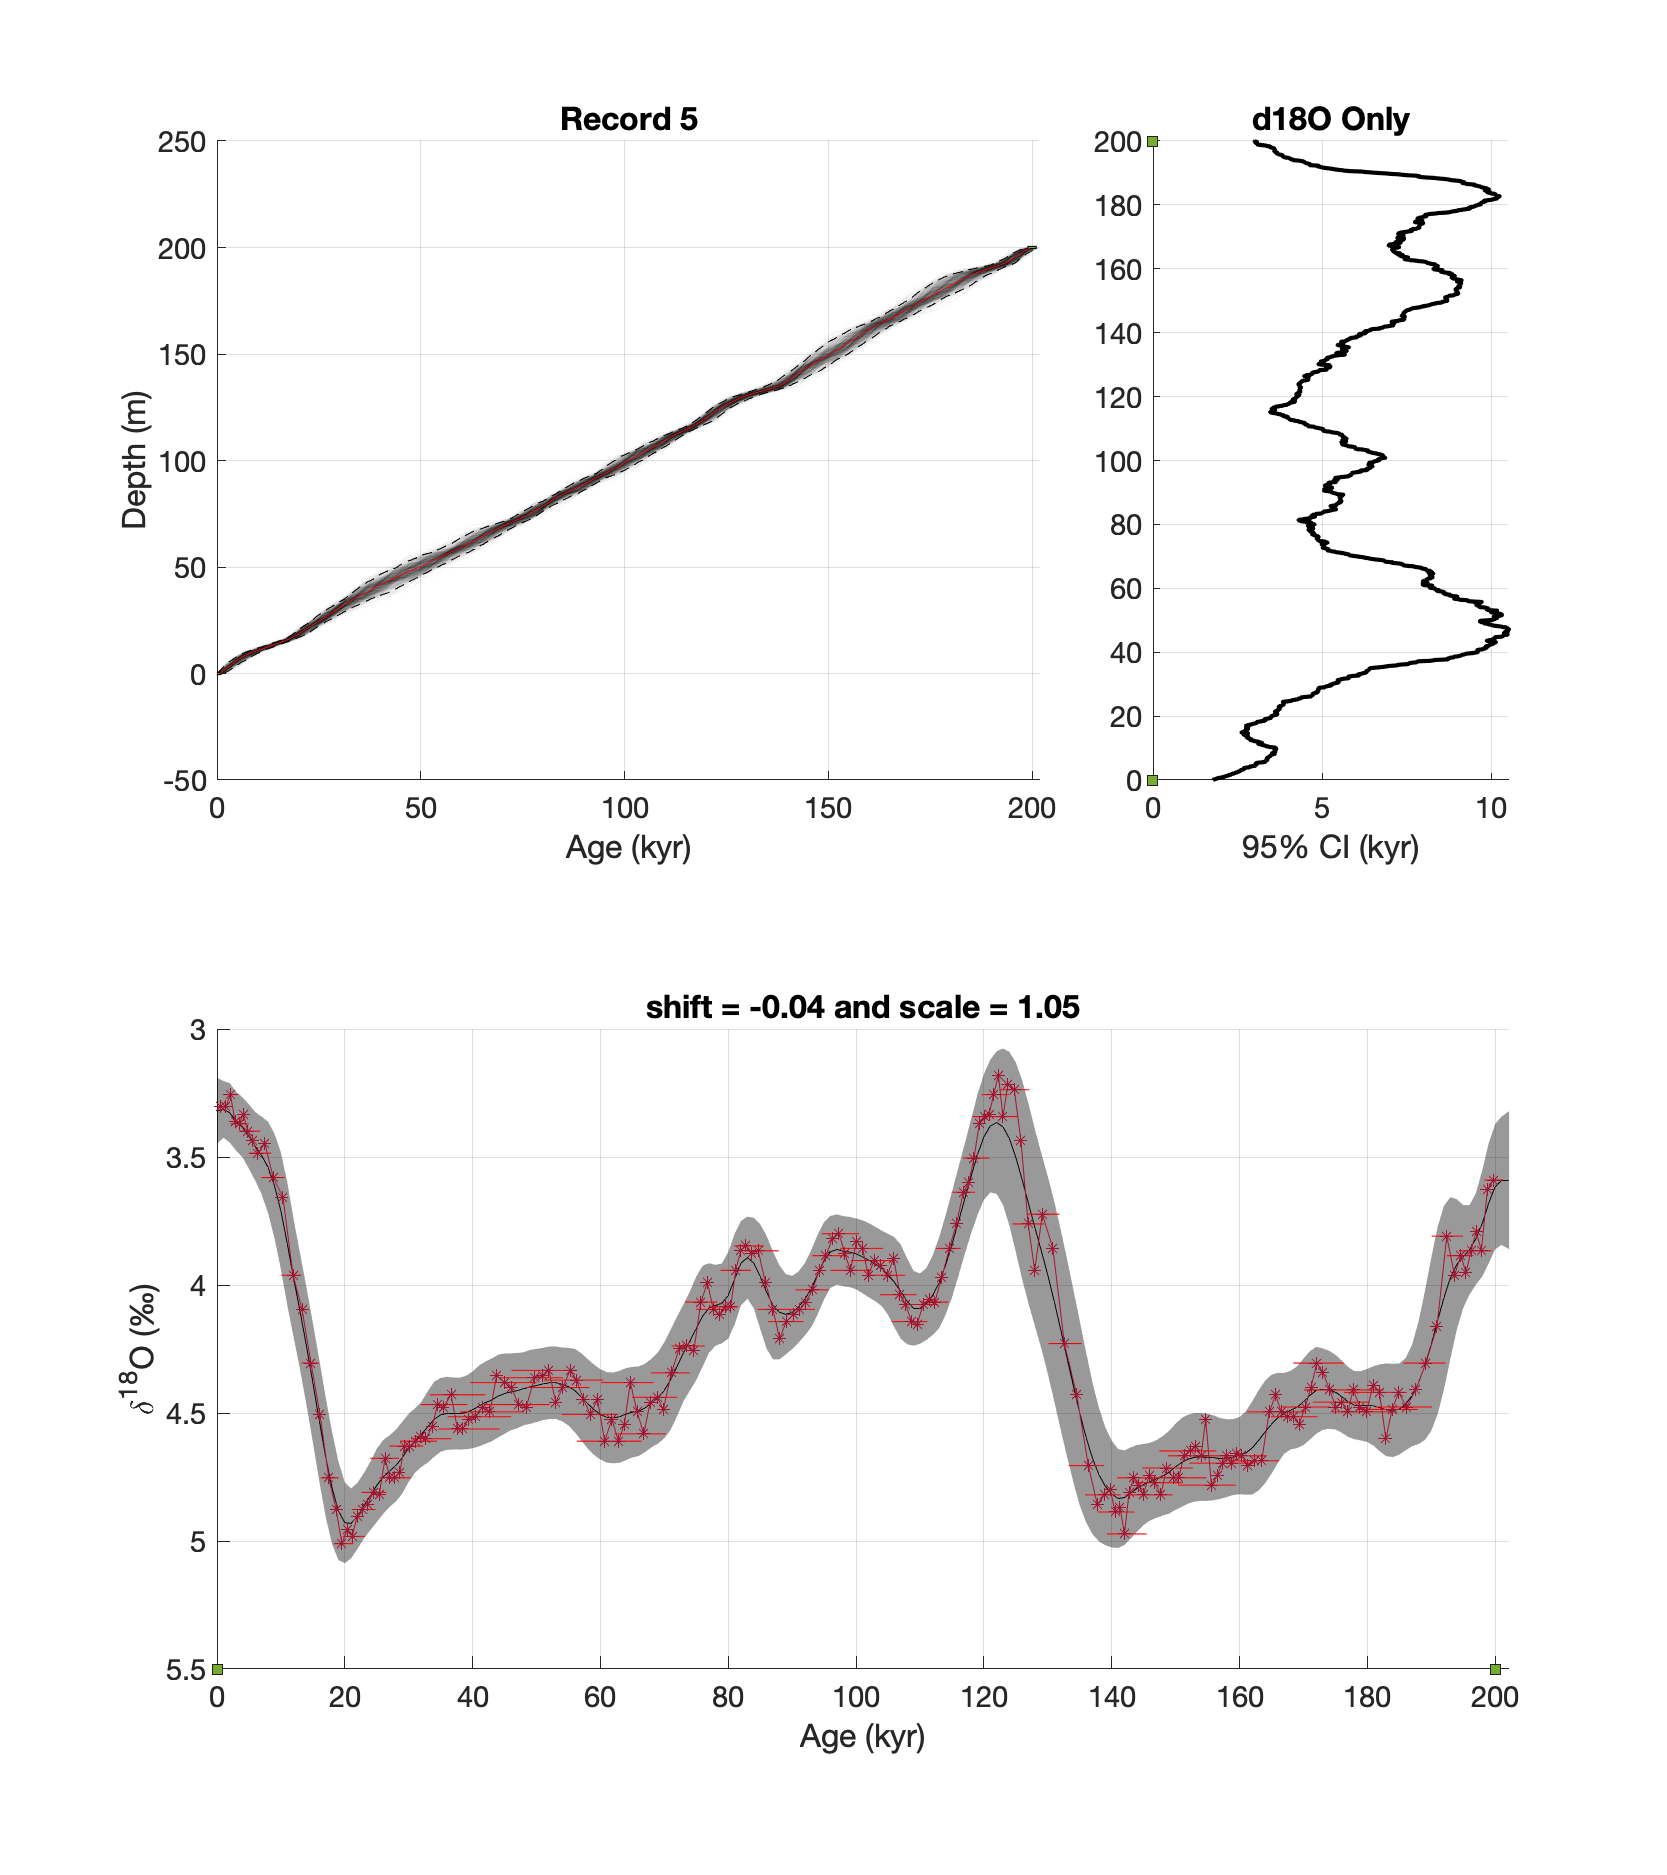 Record 5
250
200
150
100
50
0
-50
Depth (m)
0 50 100 150 200
Age (kyr)
d18O Only
200
180
160
140
120
100
80
60
40
20
0
0 5 10
95% CI (kyr)
shift = -0.04 and scale = 1.05
3
3.5
4
4.5
5
5.5
δ¹⁸O (‰)
0 20 40 60 80 100 120 140 160 180 200
Age (kyr)